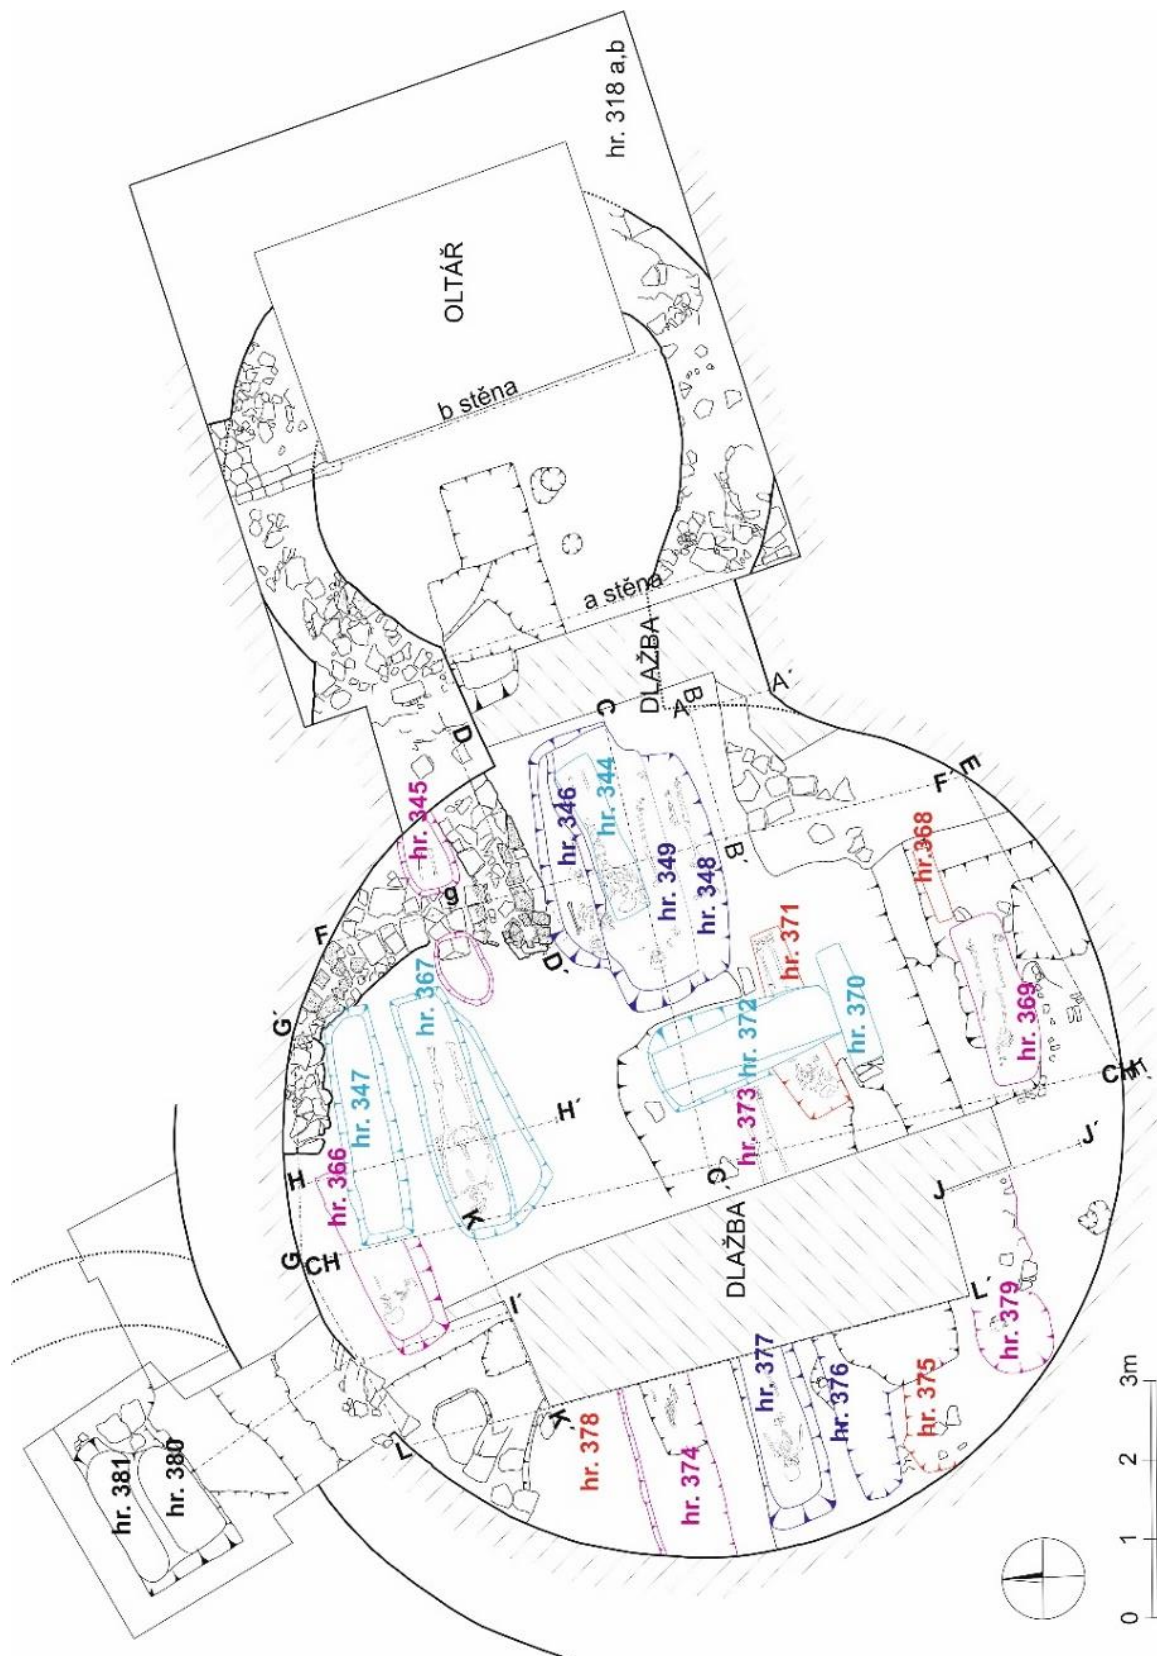 hr. 318 a,b
OLTÁŘ
b stěna
a stěna
DLAŽBA
A
B
A´
C
D
hr. 345
g
F
G´
hr. 346
hr. 344
hr. 349
hr. 348
B´
F´
E
hr. 368
D´
hr. 367
hr. 347
hr. 371
hr. 370
hr. 372
hr. 373
hr. 369
H´
H
hr. 366
G
CH
K
G´
DLAŽBA
J
J´
L´
hr. 379
I´
K´
L
hr. 378
hr. 374
hr. 377
hr. 376
hr. 375
hr. 381
hr. 380
0 1 2 3m